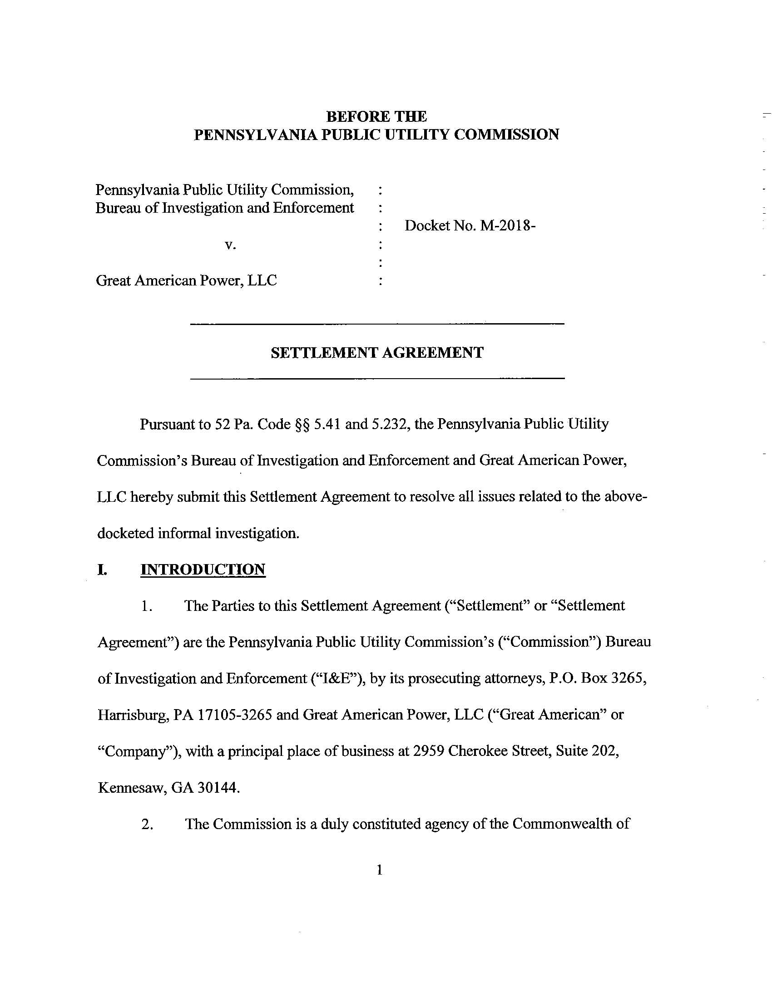 BEFORE THE
PENNSYLVANIA PUBLIC UTILITY COMMISSION
Pennsylvania Public Utility Commission, :
Bureau of Investigation and Enforcement :
: Docket No. M-2018-
v. :
:
Great American Power, LLC :
SETTLEMENT AGREEMENT
Pursuant to 52 Pa. Code §§ 5.41 and 5.232, the Pennsylvania Public Utility
Commission’s Bureau of Investigation and Enforcement and Great American Power,
LLC hereby submit this Settlement Agreement to resolve all issues related to the above-
docketed informal investigation.
I. INTRODUCTION
1. The Parties to this Settlement Agreement (“Settlement” or “Settlement
Agreement”) are the Pennsylvania Public Utility Commission’s (“Commission”) Bureau
of Investigation and Enforcement (“I&E”), by its prosecuting attorneys, P.O. Box 3265,
Harrisburg, PA 17105-3265 and Great American Power, LLC (“Great American” or
“Company”), with a principal place of business at 2959 Cherokee Street, Suite 202,
Kennesaw, GA 30144.
2. The Commission is a duly constituted agency of the Commonwealth of
1